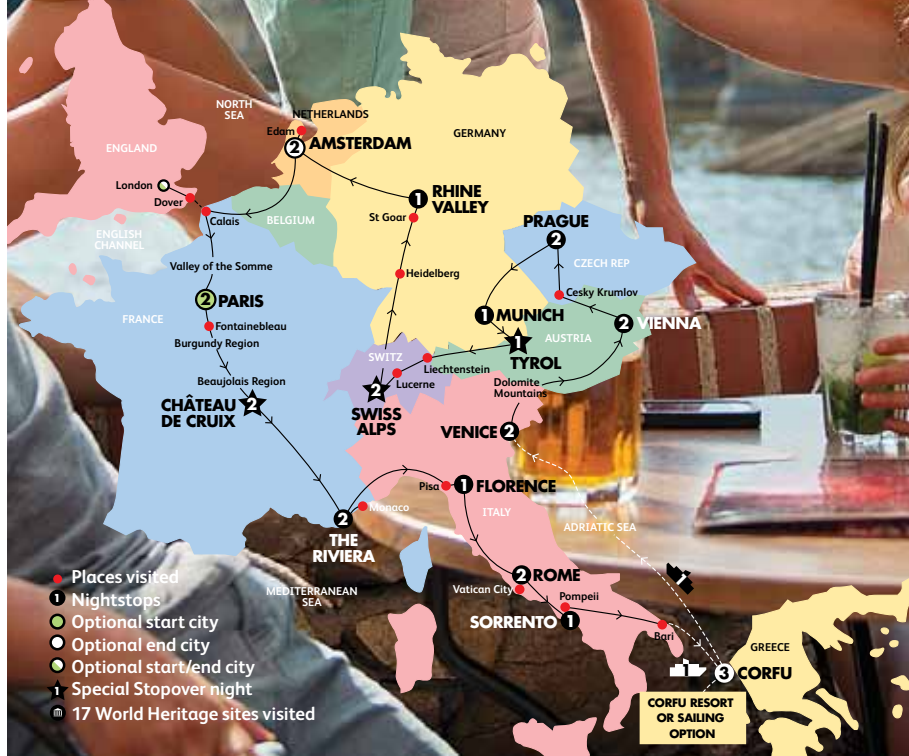 NORTH
SEA
NETHERLANDS
Edam
2 AMSTERDAM
GERMANY
ENGLAND
London
Dover
Calais
BELGIUM
1 RHINE
VALLEY
St Goar
ENGLISH
CHANNEL
PRAGUE
2
CZECH REP
Valley of the Somme
Heidelberg
Cesky Krumlov
2 PARIS
FRANCE
Fontainebleau
Burgundy Region
1 MUNICH
2 VIENNA
AUSTRIA
1
TYROL
SWITZ
Liechtenstein
Lucerne
Beaujolais Region
Dolomite
Mountains
CHÂTEAU
DE CRUIX
2
2
SWISS
ALPS
VENICE 2
Pisa
1 FLORENCE
ITALY
Monaco
2
THE
RIVIERA
ADRIATIC SEA
MEDITERRANEAN
SEA
2 ROME
Vatican City
Pompeii
SORRENTO 1
Bari
1
1
GREECE
3 CORFU
CORFU RESORT
OR SAILING
OPTION
Places visited
1 Nightstops
Optional start city
Optional end city
Optional start/end city
1 Special Stopover night
17 World Heritage sites visited